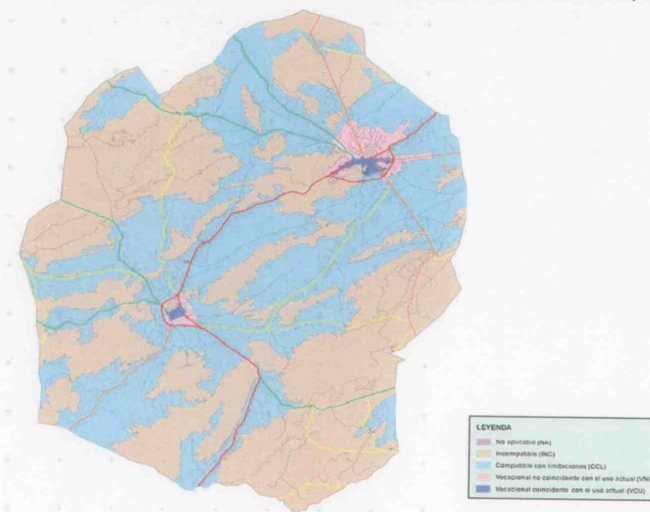 LEYENDA
No aplicable (NA)
Incompatible (INC)
Compatible con limitaciones (CCL)
Vocacional no coincidente con el uso actual (VNI
Vocacional coincidente con el uso actual (VCU)